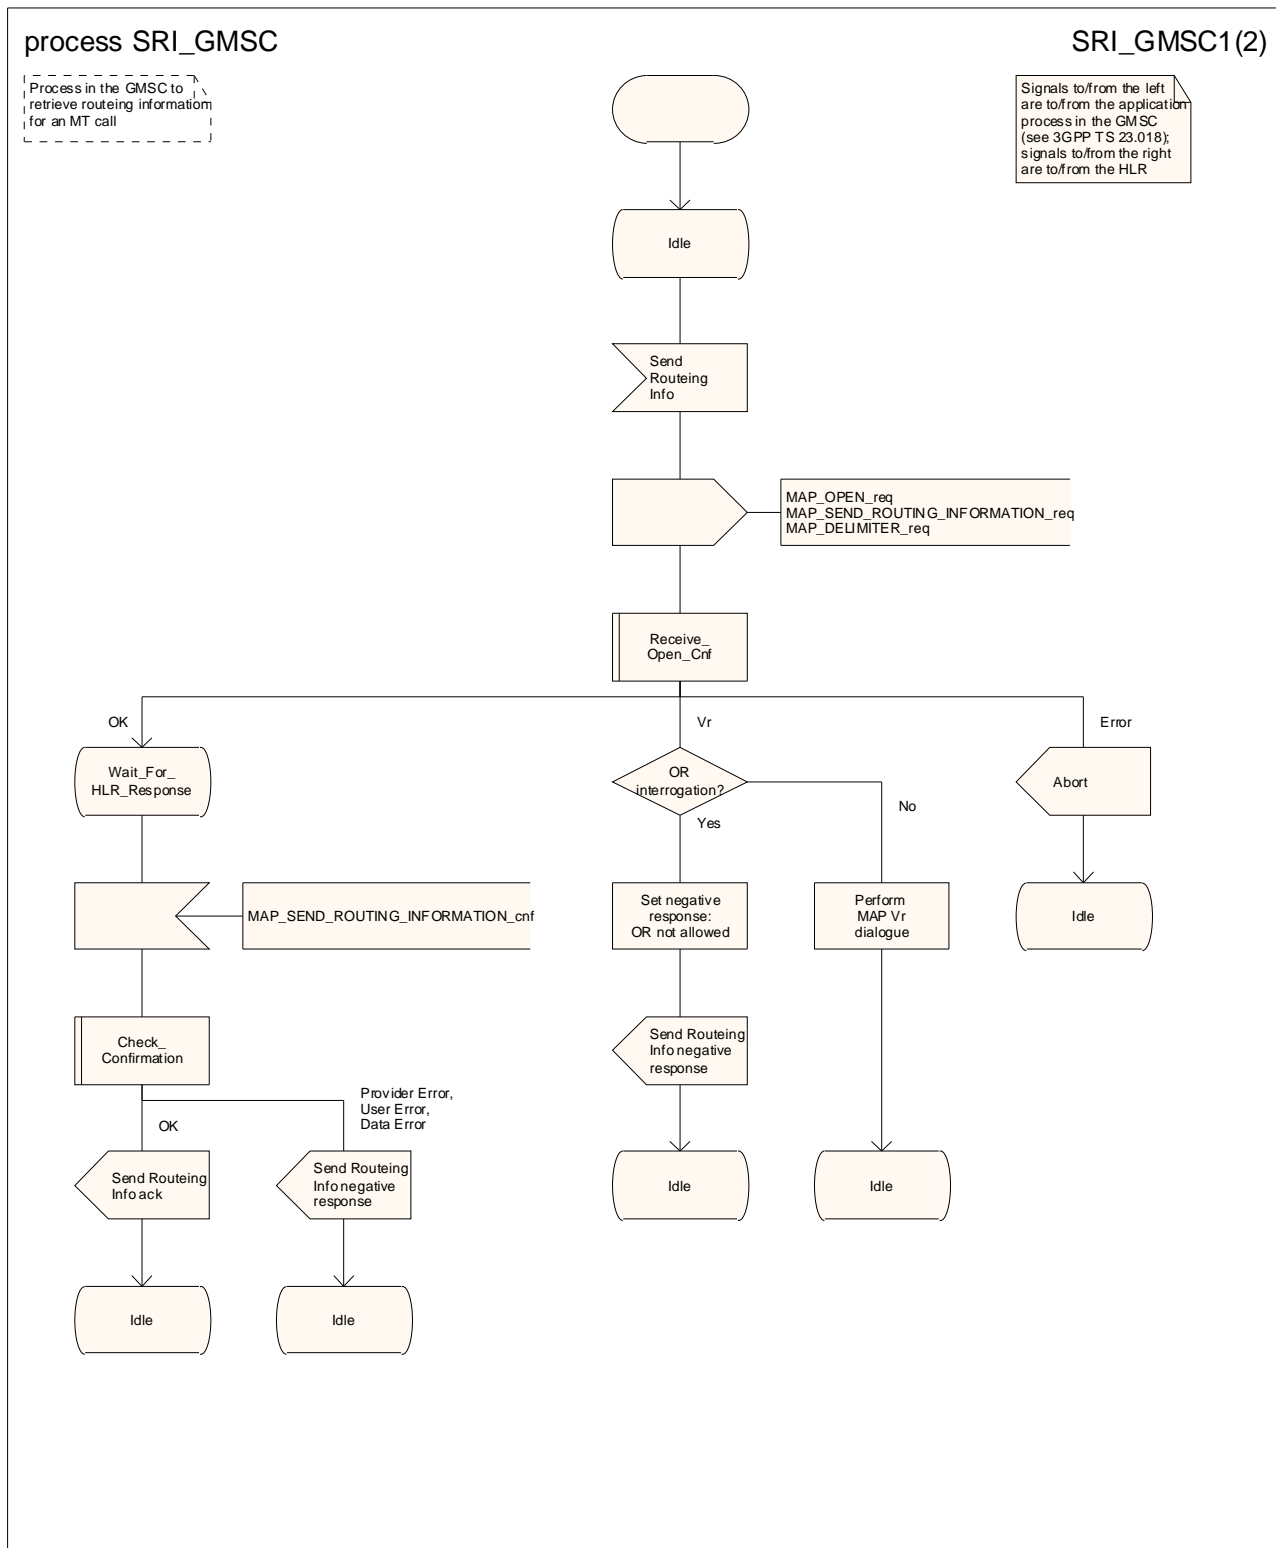 process SRI_GMSC
SRI_GMSC1(2)
Process in the GMSC to
retrieve routeing information
for an MT call
Signals to/from the left
are to/from the application
process in the GMSC
(see 3GPP TS 23.018);
signals to/from the right
are to/from the HLR
Idle
Send
Routeing
Info
MAP_OPEN_req
MAP_SEND_ROUTING_INFORMATION_req
MAP_DELIMITER_req
Receive_
Open_Cnf
OK
Vr
Error
Wait_For_
HLR_Response
OR
interrogation?
Abort
No
Yes
MAP_SEND_ROUTING_INFORMATION_cnf
Set negative
response:
OR not allowed
Perform
MAP Vr
dialogue
Idle
Check_
Confirmation
Send Routeing
Info negative
response
Provider Error,
User Error,
Data Error
OK
Send Routeing
Info ack
Send Routeing
Info negative
response
Idle
Idle
Idle
Idle